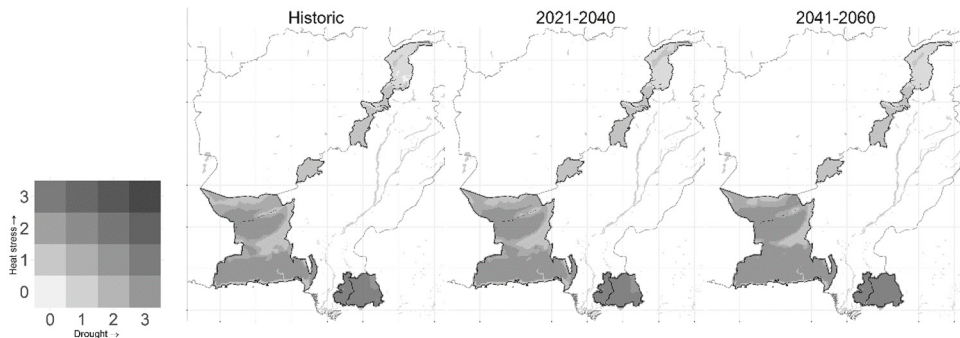 Historic
2021-2040
2041-2060
3
2
1
0
Heat stress →
0 1 2 3
Drought →